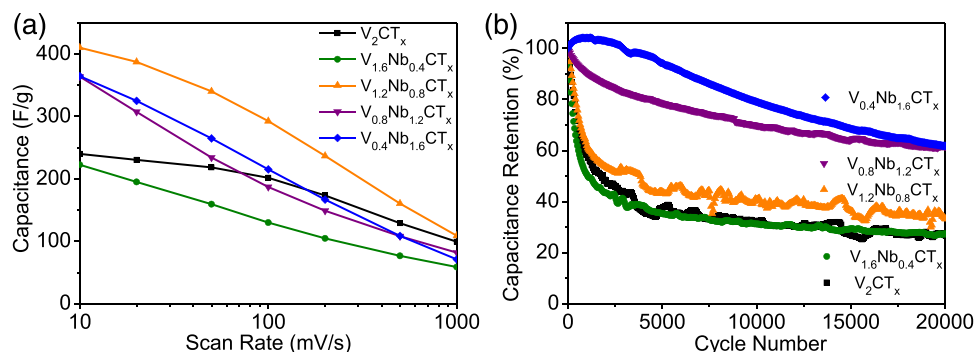 (a)
Capacitance (F/g)
400
300
200
100
0
10
100
1000
Scan Rate (mV/s)
V₂CTₓ
V₁.₆Nb₀.₄CTₓ
V₁.₂Nb₀.₈CTₓ
V₀.₈Nb₁.₂CTₓ
V₀.₄Nb₁.₆CTₓ
(b)
Capacitance Retention (%)
100
80
60
40
20
0
0
5000
10000
15000
20000
Cycle Number
V₀.₄Nb₁.₆CTₓ
V₀.₈Nb₁.₂CTₓ
V₁.₂Nb₀.₈CTₓ
V₁.₆Nb₀.₄CTₓ
V₂CTₓ